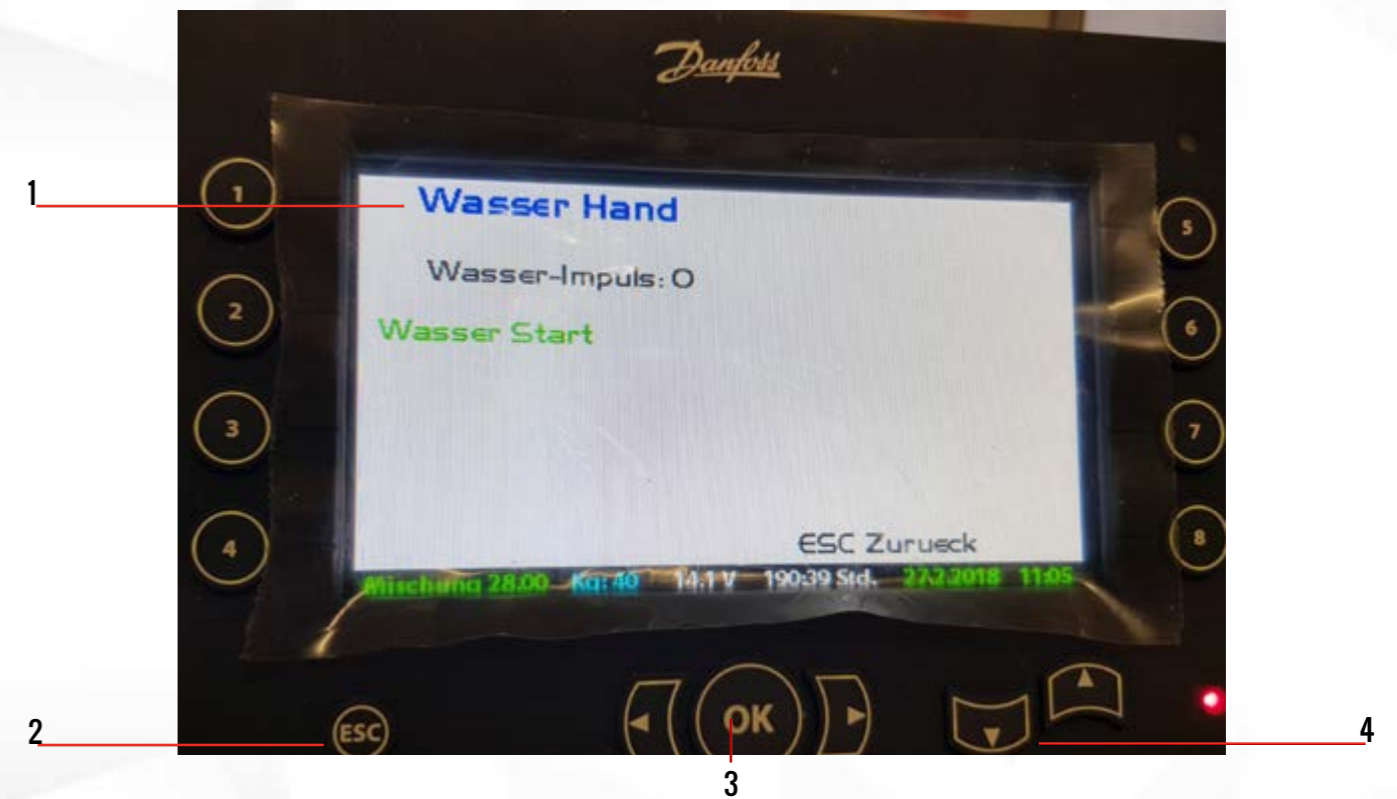 Danfoss
1
1
Wasser Hand
5
Wasser-Impuls: 0
2
Wasser Start
6
3
7
4
ESC Zurueck
8
Mischung 28.00 Kg: 40 14.1 V 190:39 Std. 27.2.2018 11:05
2
ESC
OK
4
3